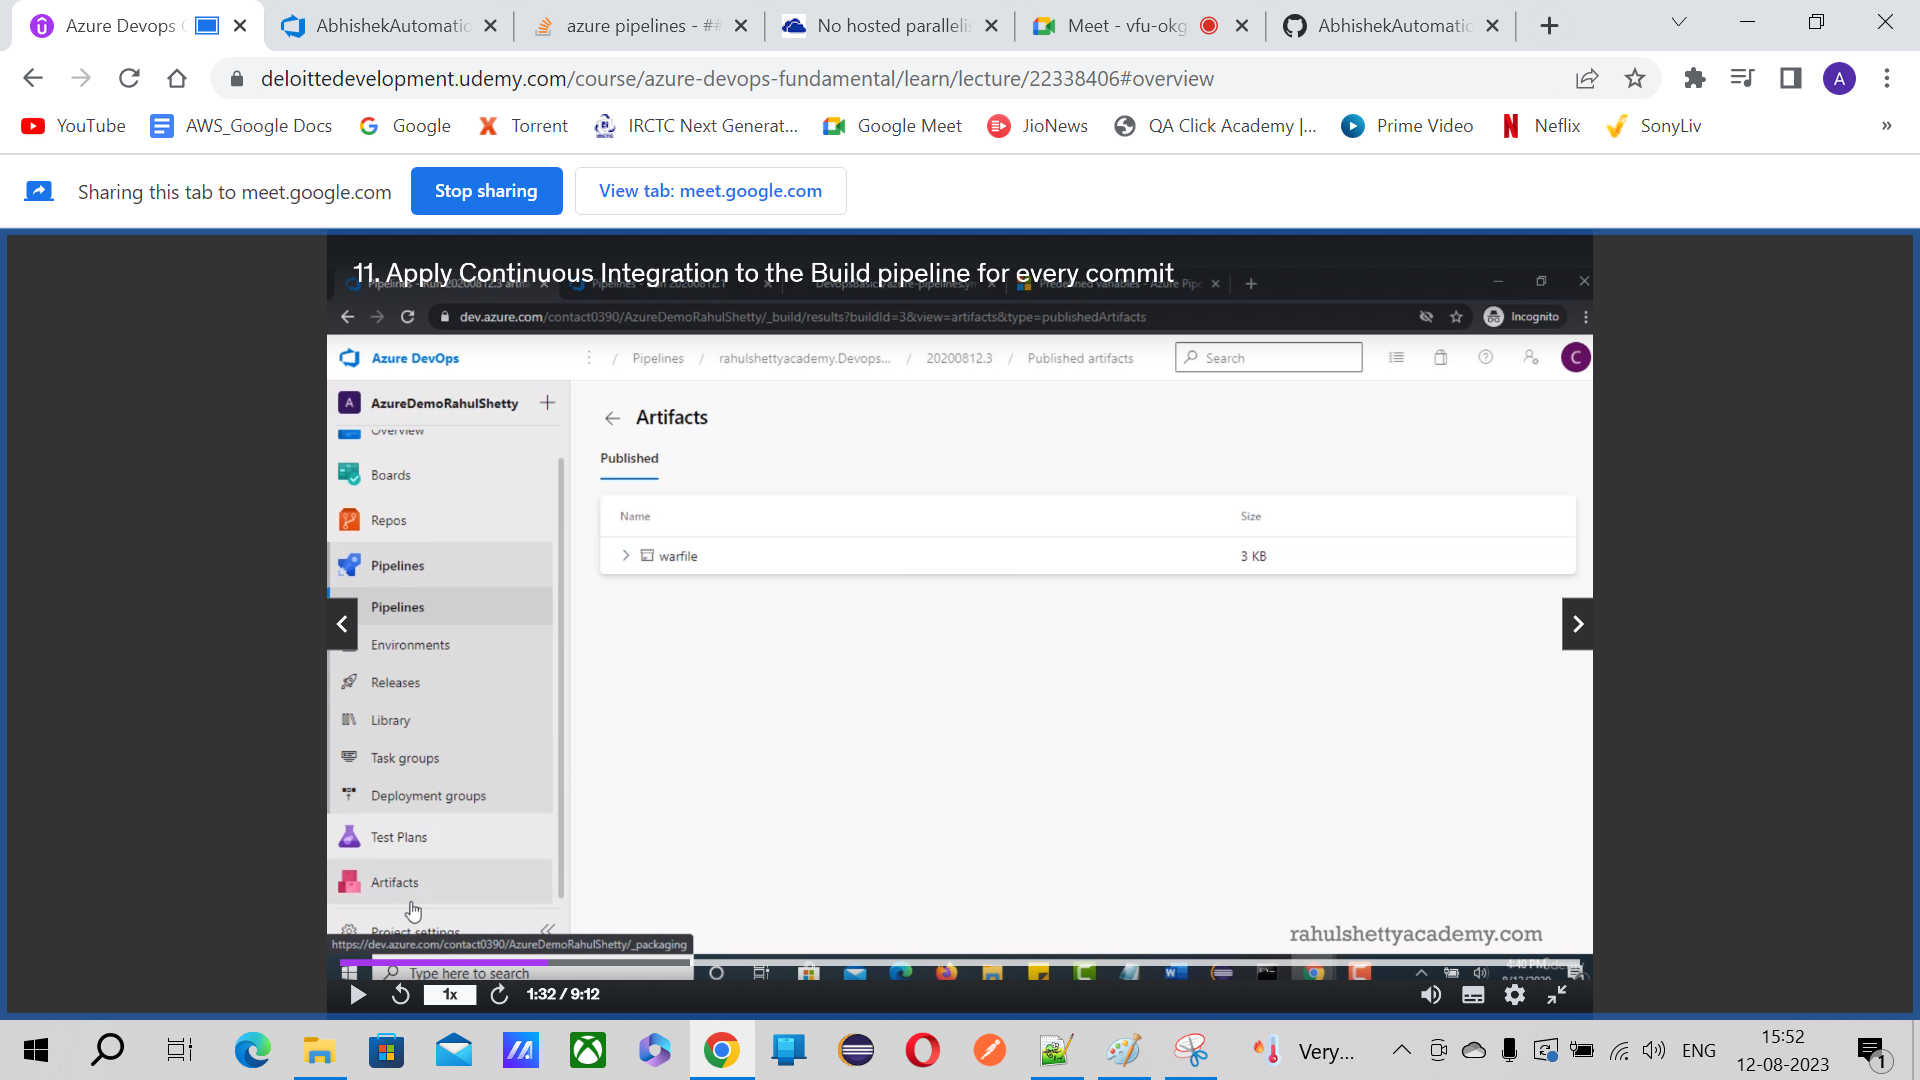 Azure Devops
AbhishekAutomatic
azure pipelines - ##
No hosted parallelis
Meet - vfu-okg
AbhishekAutomatic
deloittedevelopment.udemy.com/course/azure-devops-fundamental/learn/lecture/22338406#overview
A
YouTube
AWS_Google Docs
Google
Torrent
IRCTC Next Generat...
Google Meet
JioNews
QA Click Academy |...
Prime Video
Neflix
SonyLiv
»
Sharing this tab to meet.google.com
Stop sharing
View tab: meet.google.com
11. Apply Continuous Integration to the Build pipeline for every commit
dev.azure.com/contact0390/AzureDemoRahulShetty/_build/results?buildId=3&view=artifacts&type=publishedArtifacts
Incognito
Azure DevOps
/ Pipelines / rahulshettyacademy.Devops... / 20200812.3 / Published artifacts
Search
C
A AzureDemoRahulShetty
Overview
Boards
Repos
Pipelines
Pipelines
Environments
Releases
Library
Task groups
Deployment groups
Test Plans
Artifacts
Project settings
Artifacts
Published
Name Size
warfile 3 KB
rahulshettyacademy.com
https://dev.azure.com/contact0390/AzureDemoRahulShetty/_packaging
Type here to search
4:40 PM
1x
1:32 / 9:12
Very...
ENG
15:52
12-08-2023
1